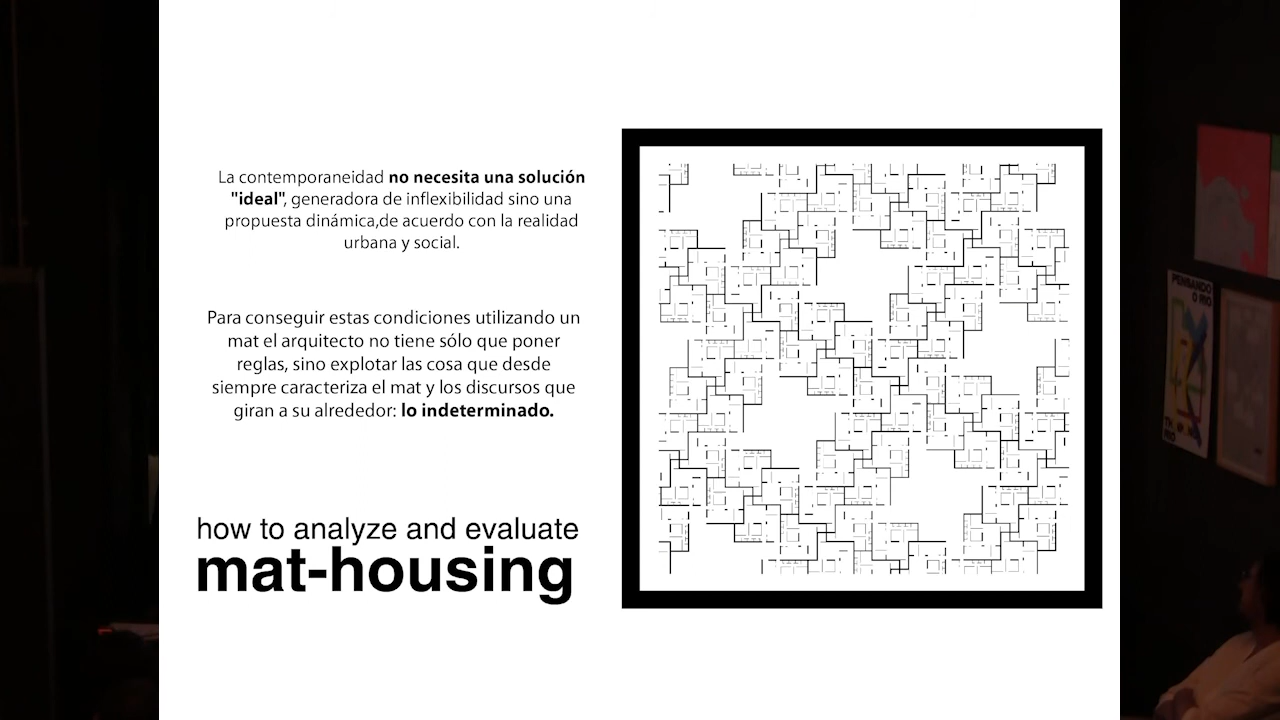 La contemporaneidad no necesita una solución
"ideal", generadora de inflexibilidad sino una
propuesta dinámica,de acuerdo con la realidad
urbana y social.
Para conseguir estas condiciones utilizando un
mat el arquitecto no tiene sólo que poner
reglas, sino explotar las cosa que desde
siempre caracteriza el mat y los discursos que
giran a su alrededor: lo indeterminado.
how to analyze and evaluate
mat-housing
PENSANDO
O RIO